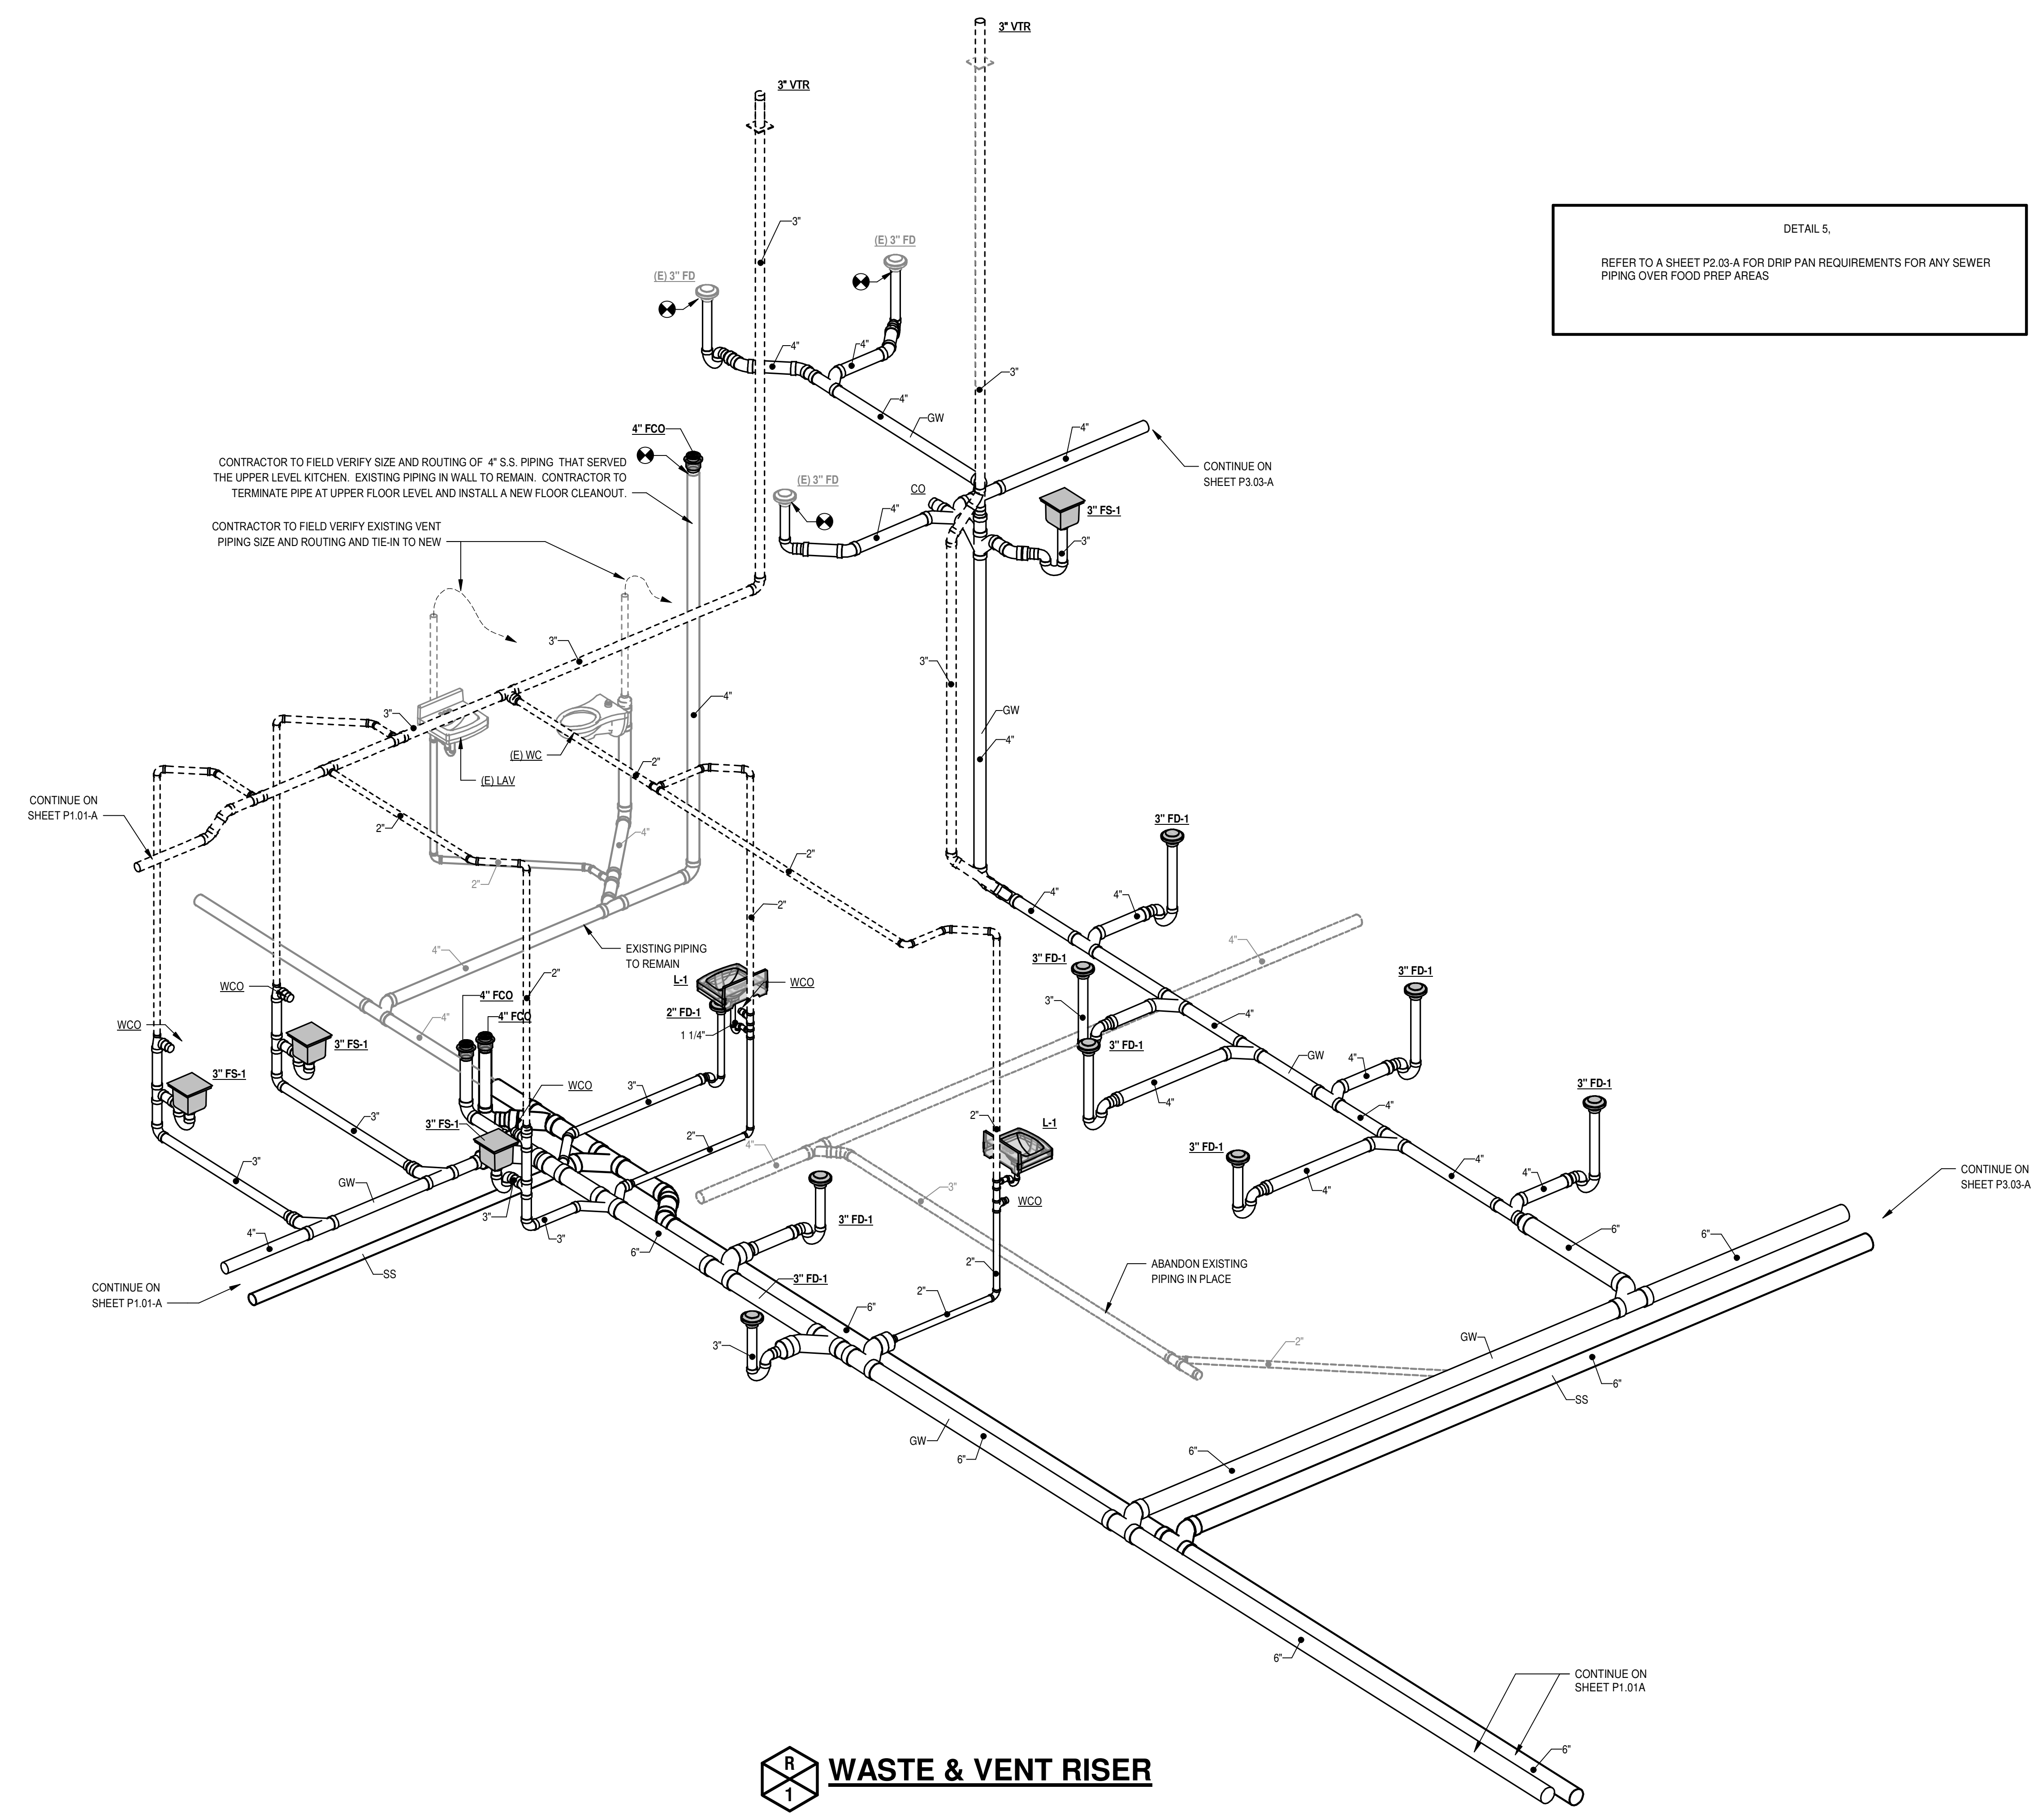 3" VTR
3" VTR
3"
(E) 3" FD
(E) 3" FD
DETAIL 5,
REFER TO A SHEET P2.03-A FOR DRIP PAN REQUIREMENTS FOR ANY SEWER
PIPING OVER FOOD PREP AREAS
4"
4"
3"
4"
GW
4" FCO
4"
CONTRACTOR TO FIELD VERIFY SIZE AND ROUTING OF 4" S.S. PIPING THAT SERVED
THE UPPER LEVEL KITCHEN. EXISTING PIPING IN WALL TO REMAIN. CONTRACTOR TO
TERMINATE PIPE AT UPPER FLOOR LEVEL AND INSTALL A NEW FLOOR CLEANOUT.
CONTINUE ON
SHEET P3.03-A
(E) 3" FD
CO
4"
3" FS-1
3"
CONTRACTOR TO FIELD VERIFY EXISTING VENT
PIPING SIZE AND ROUTING AND TIE-IN TO NEW
3"
3"
4"
3"
GW
4"
(E) WC
(E) LAV
2"
CONTINUE ON
SHEET P1.01-A
2"
4"
2"
2"
3" FD-1
4"
4"
2"
EXISTING PIPING
TO REMAIN
4"
4"
3" FD-1
3" FD-1
2"
L-1
WCO
WCO
4" FCO
4" FCO
2" FD-1
1 1/4"
3"
4"
4"
WCO
3" FS-1
3" FD-1
GW
4"
3" FS-1
WCO
3"
4"
4"
3" FD-1
3"
3" FS-1
2"
2"
L-1
4"
3" FD-1
4"
3"
GW
3"
3"
4"
3"
WCO
4"
4"
CONTINUE ON
SHEET P3.03-A
4"
3" FD-1
6"
6"
6"
SS
CONTINUE ON
SHEET P1.01-A
3" FD-1
2"
2"
ABANDON EXISTING
PIPING IN PLACE
6"
3"
2"
GW
6"
SS
GW
6"
6"
6"
CONTINUE ON
SHEET P1.01A
6"
R
1
WASTE & VENT RISER